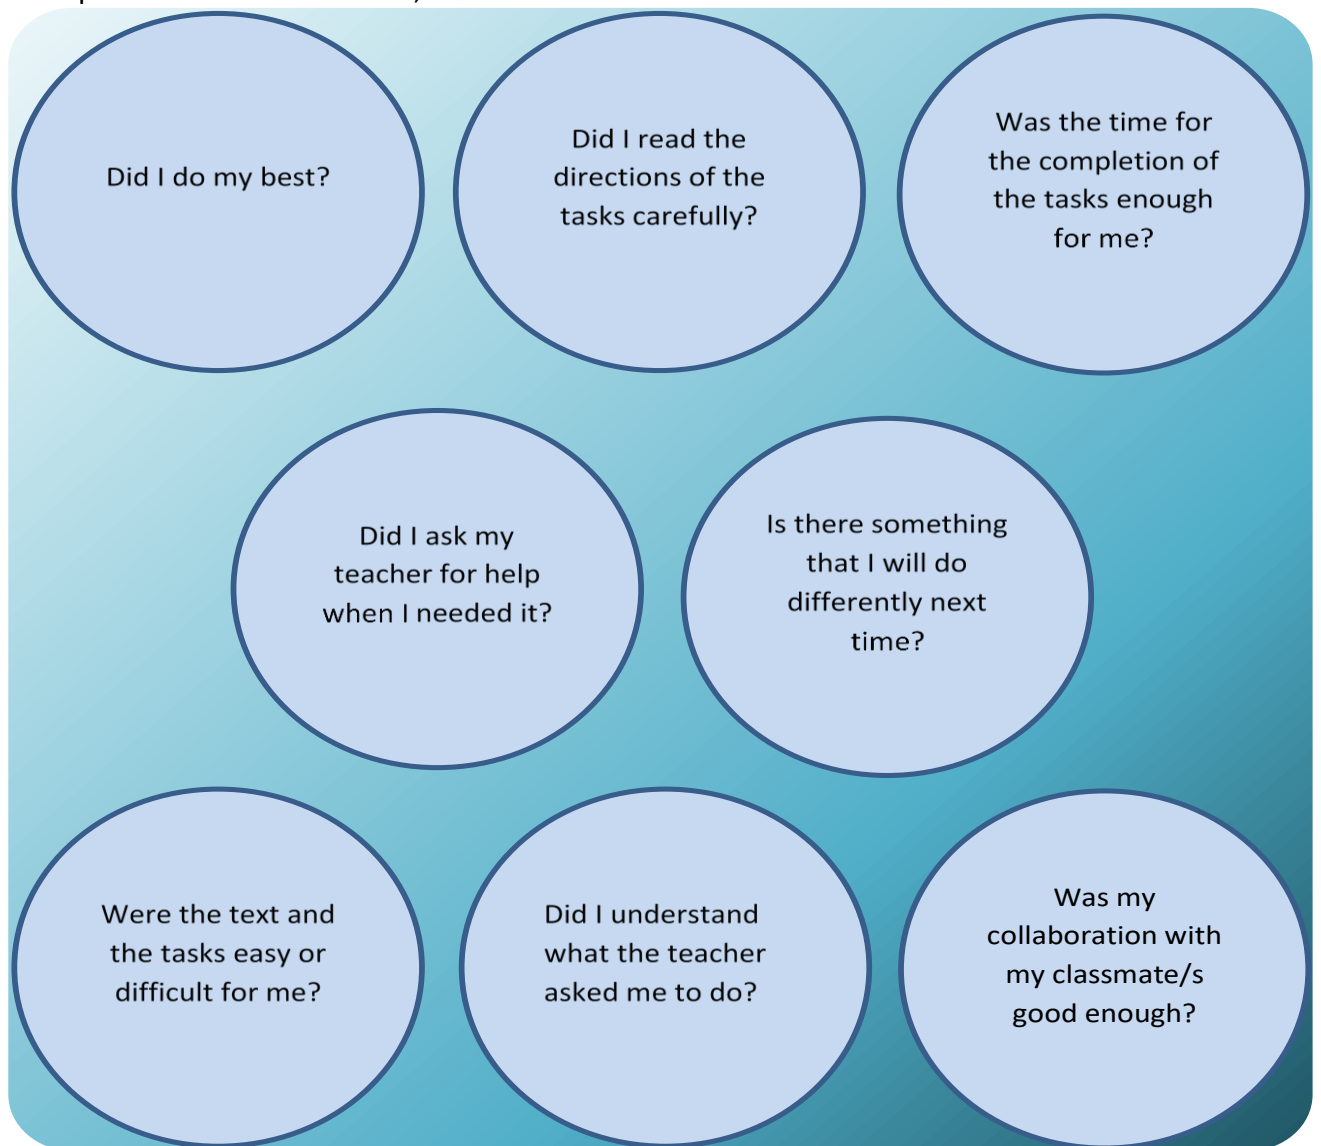 Did I do my best?
Did I read the
directions of the
tasks carefully?
Was the time for
the completion of
the tasks enough
for me?
Did I ask my
teacher for help
when I needed it?
Is there something
that I will do
differently next
time?
Were the text and
the tasks easy or
difficult for me?
Did I understand
what the teacher
asked me to do?
Was my
collaboration with
my classmate/s
good enough?